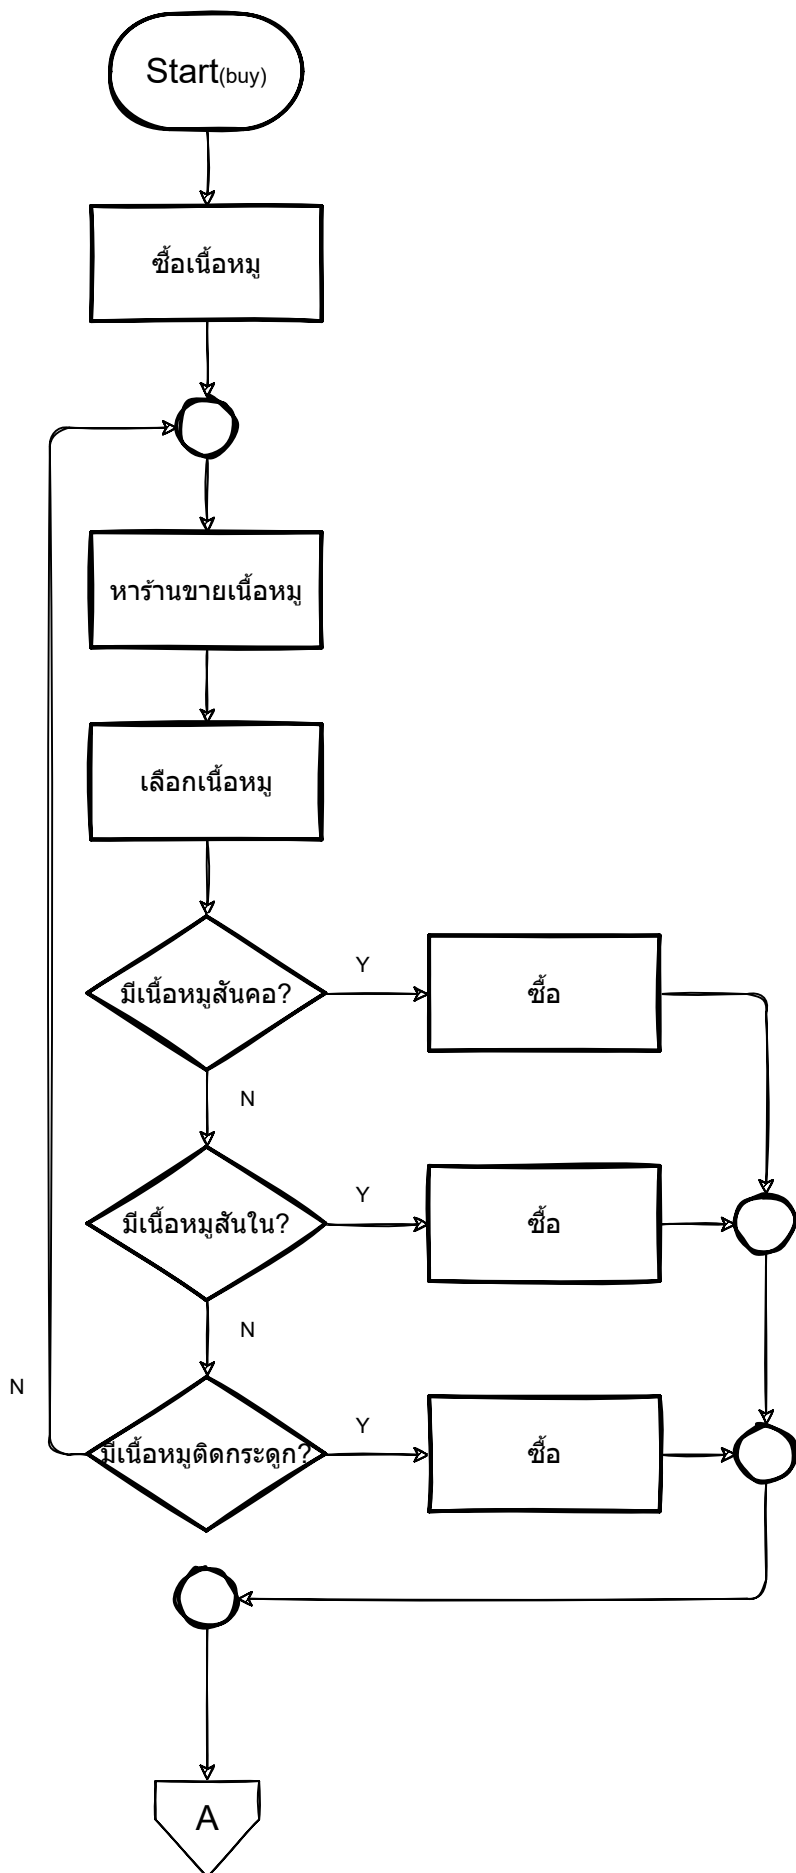 Start(buy)
ซื้อเนื้อหมู
หาร้านขายเนื้อหมู
เลือกเนื้อหมู
มีเนื้อหมูสันคอ?
Y
ซื้อ
N
มีเนื้อหมูสันใน?
Y
ซื้อ
N
N
มีเนื้อหมูติดกระดูก?
Y
ซื้อ
A